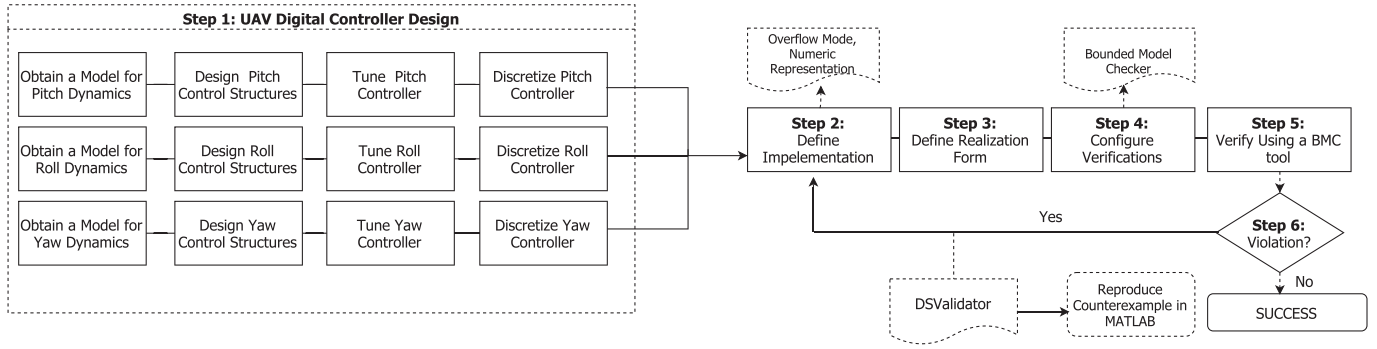 Step 1: UAV Digital Controller Design
Obtain a Model for
Pitch Dynamics
Design Pitch
Control Structures
Tune Pitch
Controller
Discretize Pitch
Controller
Obtain a Model for
Roll Dynamics
Design Roll
Control Structures
Tune Roll
Controller
Discretize Roll
Controller
Obtain a Model for
Yaw Dynamics
Design Yaw
Control Structures
Tune Yaw
Controller
Discretize Yaw
Controller
Overflow Mode,
Numeric
Representation
Bounded Model
Checker
Step 2:
Define
Impelementation
Step 3:
Define Realization
Form
Step 4:
Configure
Verifications
Step 5:
Verify Using a BMC
tool
Yes
Step 6:
Violation?
No
DSValidator
Reproduce
Counterexample in
MATLAB
SUCCESS